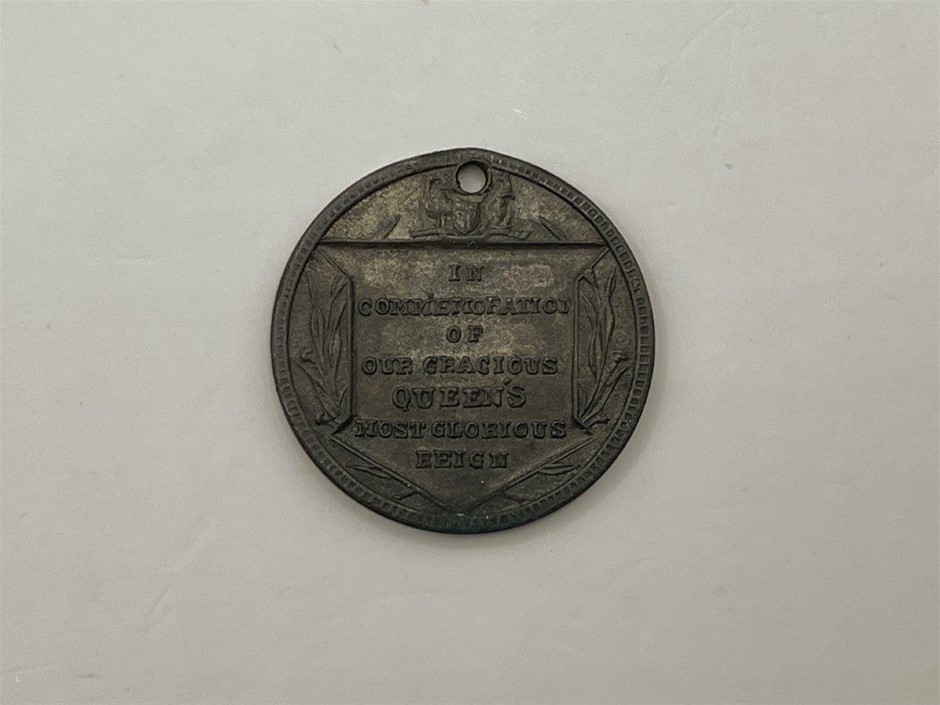 IN
COMMEMORATION
OF
OUR GRACIOUS
QUEEN'S
MOST GLORIOUS
REIGN